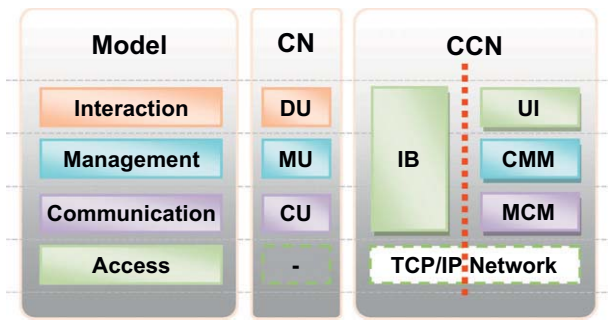 Model CN CCN
Interaction DU UI
Management MU IB CMM
Communication CU MCM
Access - TCP/IP Network